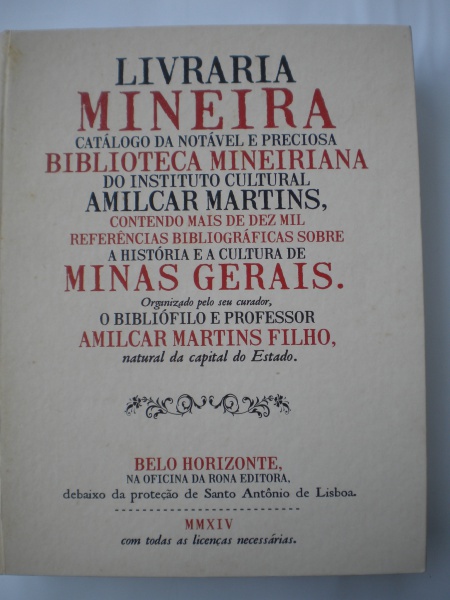 LIVRARIA
MINEIRA
CATÁLOGO DA NOTÁVEL E PRECIOSA
BIBLIOTECA MINEIRIANA
DO INSTITUTO CULTURAL
AMILCAR MARTINS,
CONTENDO MAIS DE DEZ MIL
REFERÊNCIAS BIBLIOGRÁFICAS SOBRE
A HISTÓRIA E A CULTURA DE
MINAS GERAIS.
Organizado pelo seu curador,
O BIBLIÓFILO E PROFESSOR
AMILCAR MARTINS FILHO,
natural da capital do Estado.
BELO HORIZONTE,
NA OFICINA DA RONA EDITORA,
debaixo da proteção de Santo Antônio de Lisboa.
MMXIV
com todas as licenças necessárias.